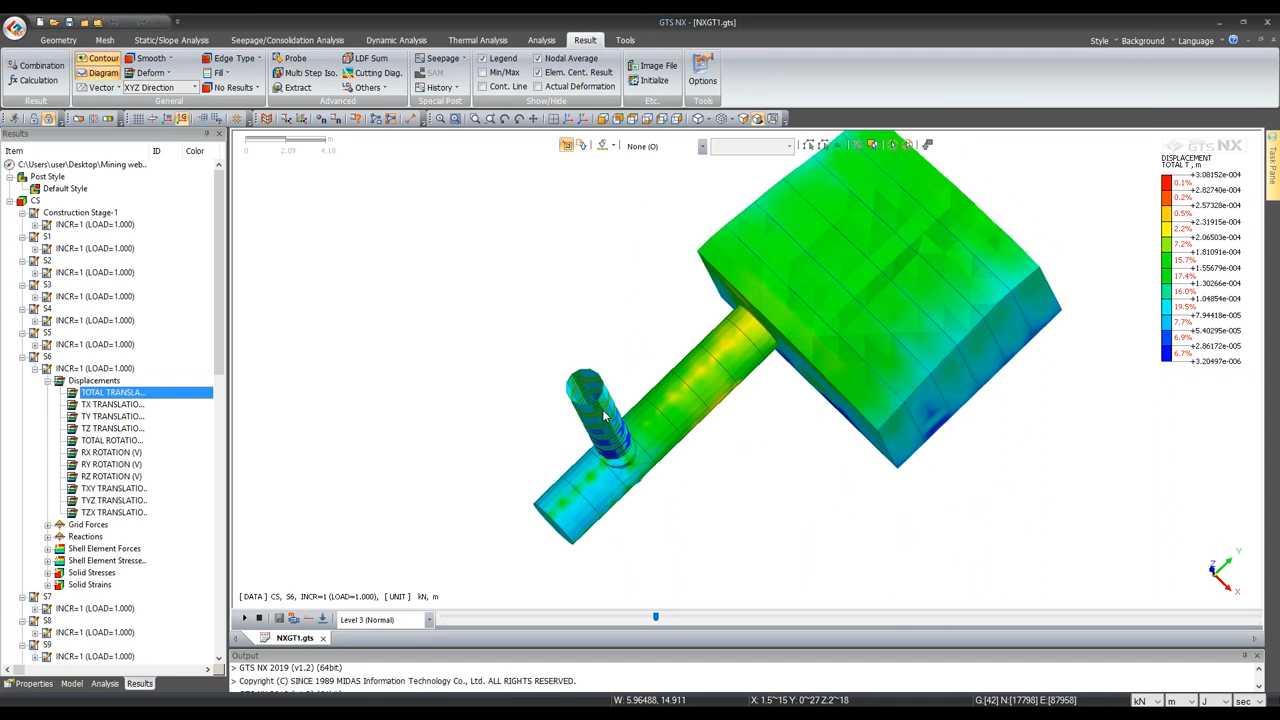 GTS NX - [NXGT1.gts]
Geometry Mesh Static/Slope Analysis Seepage/Consolidation Analysis Dynamic Analysis Thermal Analysis Analysis Result Tools Style Background Language
Combination Contour Smooth Edge Type Probe LDF Sum Seepage Legend Nodal Average Image File
Calculation Diagram Deform Fill Multi Step Iso. Cutting Diag. SAM Min/Max Elem. Cent. Result Initialize Options
Vector XYZ Direction No Results Extract Others History Cont. Line Actual Deformation
Result General Advanced Special Post Show/Hide Etc. Tools
Results
Item ID Color
C:\Users\user\Desktop\Mining web..
Post Style
Default Style
CS
Construction Stage-1
INCR=1 (LOAD=1.000)
S1
INCR=1 (LOAD=1.000)
S2
INCR=1 (LOAD=1.000)
S3
INCR=1 (LOAD=1.000)
S4
INCR=1 (LOAD=1.000)
S5
INCR=1 (LOAD=1.000)
S6
INCR=1 (LOAD=1.000)
Displacements
TOTAL TRANSLA...
TX TRANSLATIO..
TY TRANSLATIO..
TZ TRANSLATIO..
TOTAL ROTATIO..
RX ROTATION (V)
RY ROTATION (V)
RZ ROTATION (V)
TXY TRANSLATIO..
TYZ TRANSLATIO..
TZX TRANSLATIO..
Grid Forces
Reactions
Shell Element Forces
Shell Element Stresse..
Solid Stresses
Solid Strains
S7
INCR=1 (LOAD=1.000)
S8
INCR=1 (LOAD=1.000)
S9
INCR=1 (LOAD=1.000)
Properties Model Analysis Results
m
0 2.09 4.18
None (O)
GTS NX
DISPLACEMENT
TOTAL T , m
+3.08152e-004
0.1%
+2.82740e-004
0.2%
+2.57328e-004
0.5%
+2.31915e-004
2.2%
+2.06503e-004
7.2%
+1.81091e-004
15.7%
+1.55679e-004
17.4%
+1.30266e-004
16.0%
+1.04854e-004
19.5%
+7.94418e-005
7.7%
+5.40295e-005
6.9%
+2.86172e-005
6.7%
+3.20497e-006
Task Pane
Z Y X
[DATA] CS, S6, INCR=1 (LOAD=1.000), [UNIT] kN, m
Level 3 (Normal)
NXGT1.gts
Output
> GTS NX 2019 (v1.2) (64bit)
> Copyright (C) SINCE 1989 MIDAS Information Technology Co., Ltd. ALL RIGHTS RESERVED.
W: 5.96488, 14.911 X: 1.5~15 Y: 0~27 Z:2~18 G:[42] N:[17798] E:[87958] kN m J sec